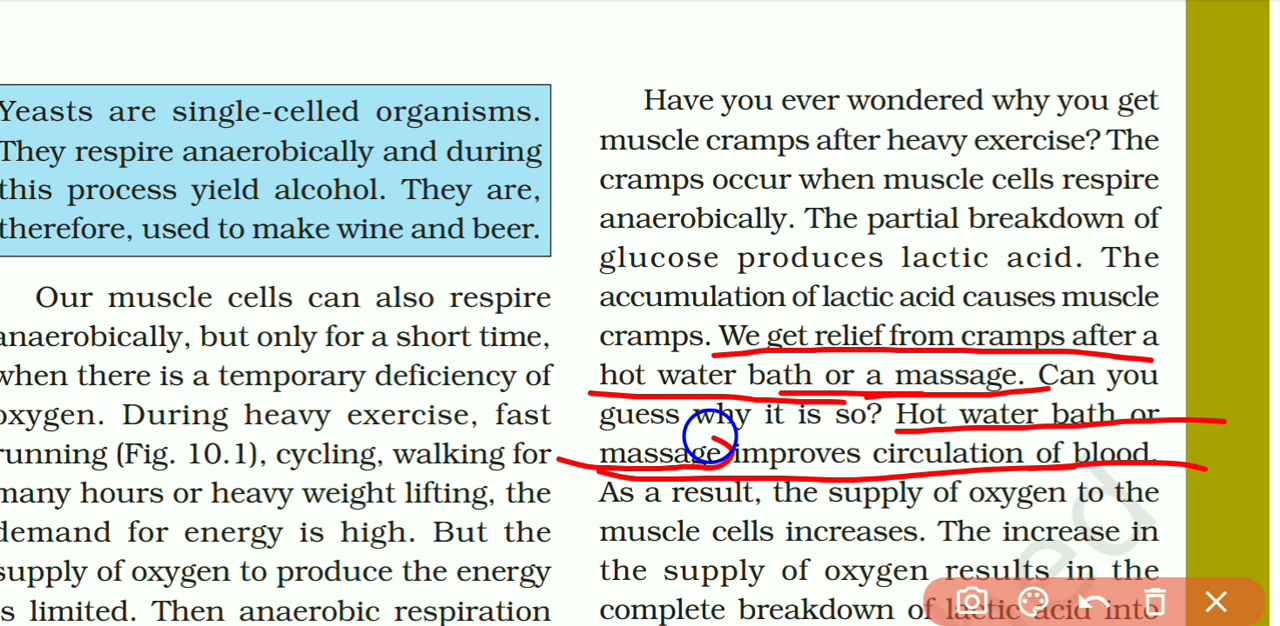 Yeasts are single-celled organisms.
They respire anaerobically and during
this process yield alcohol. They are,
therefore, used to make wine and beer.
Our muscle cells can also respire
anaerobically, but only for a short time,
when there is a temporary deficiency of
oxygen. During heavy exercise, fast
running (Fig. 10.1), cycling, walking for
many hours or heavy weight lifting, the
demand for energy is high. But the
supply of oxygen to produce the energy
is limited. Then anaerobic respiration
Have you ever wondered why you get
muscle cramps after heavy exercise? The
cramps occur when muscle cells respire
anaerobically. The partial breakdown of
glucose produces lactic acid. The
accumulation of lactic acid causes muscle
cramps. We get relief from cramps after a
hot water bath or a massage. Can you
guess why it is so? Hot water bath or
massage improves circulation of blood.
As a result, the supply of oxygen to the
muscle cells increases. The increase in
the supply of oxygen results in the
complete breakdown of lactic acid into